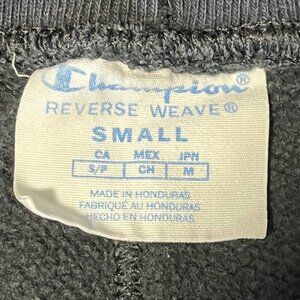 Champion®
REVERSE WEAVE®
SMALL
CA MEX JPN
S/P CH M
MADE IN HONDURAS
FABRIQUÉ AU HONDURAS
HECHO EN HONDURAS